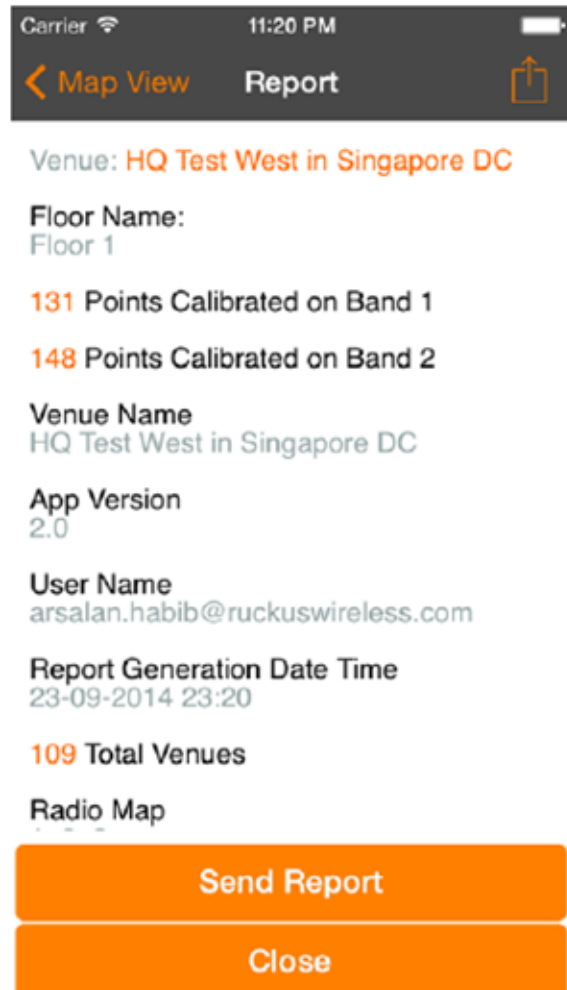 Carrier 11:20 PM
Map View Report
Venue: HQ Test West in Singapore DC
Floor Name:
Floor 1
131 Points Calibrated on Band 1
148 Points Calibrated on Band 2
Venue Name
HQ Test West in Singapore DC
App Version
2.0
User Name
arsalan.habib@ruckuswireless.com
Report Generation Date Time
23-09-2014 23:20
109 Total Venues
Radio Map
Send Report
Close